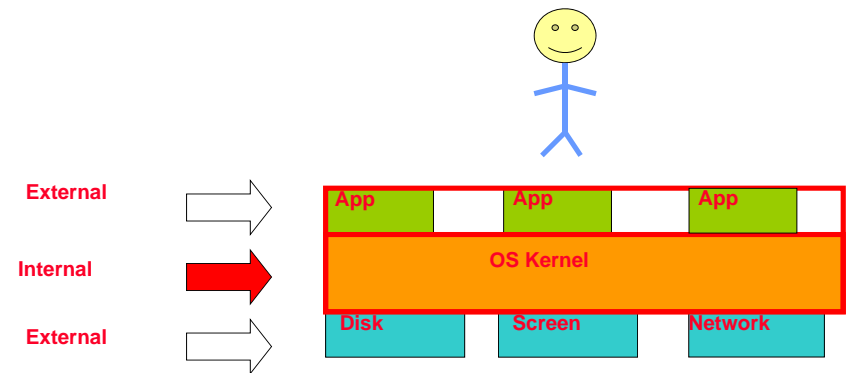 External
App App App
Internal
OS Kernel
Disk Screen Network
External